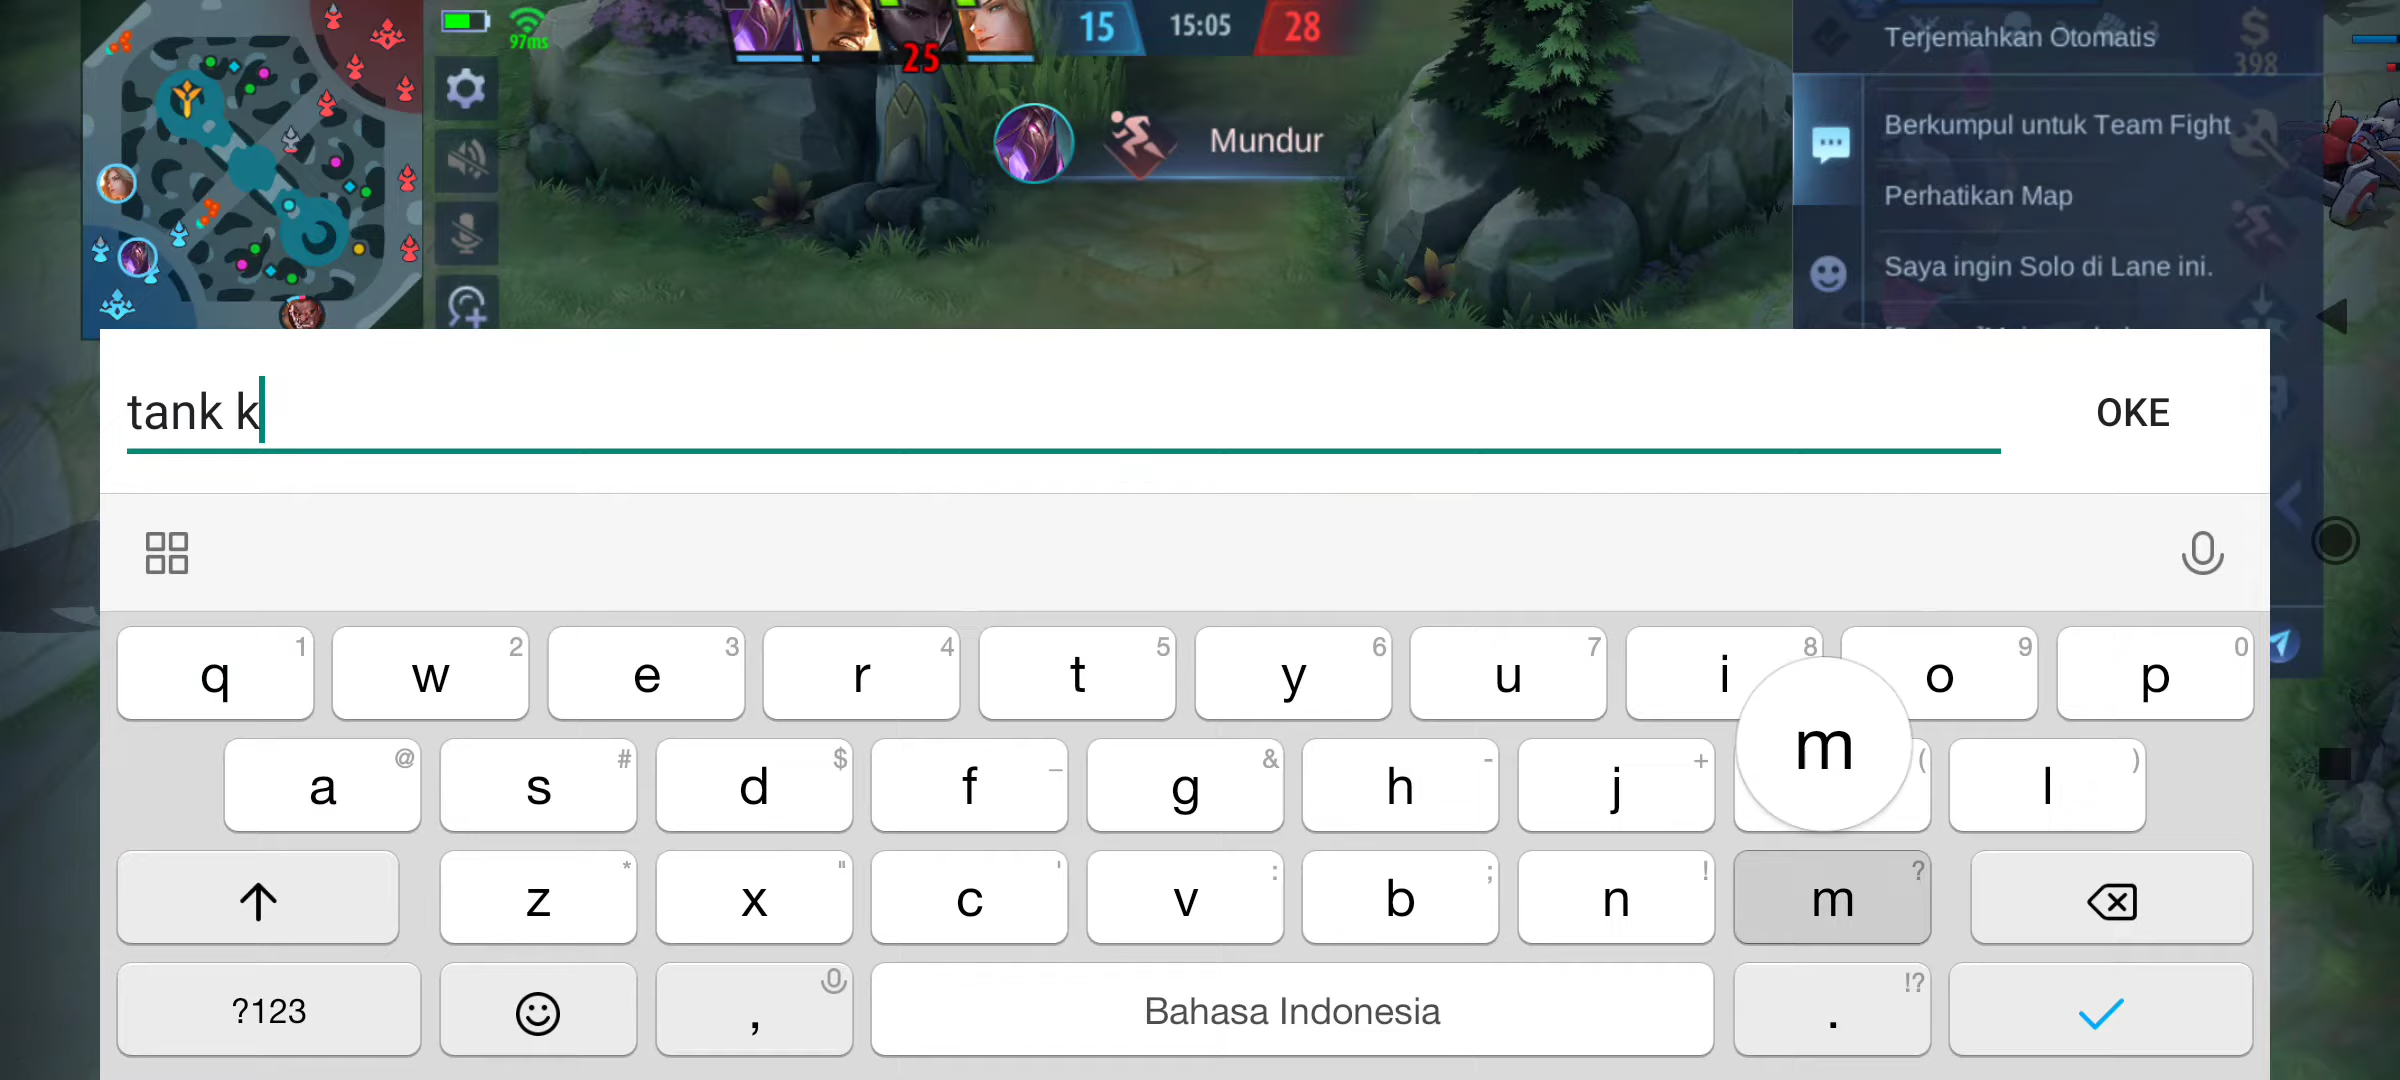 97ms
25
15
15:05
28
Mundur
Terjemahkan Otomatis
$
398
Berkumpul untuk Team Fight
Perhatikan Map
Saya ingin Solo di Lane ini.
tank k
OKE
q 1 w 2 e 3 r 4 t 5 y 6 u 7 i 8 o 9 p 0
a @ s # d $ f _ g & h - j + m ( l )
z * x " c ' v : b ; n ! m ?
?123 , Bahasa Indonesia . !?